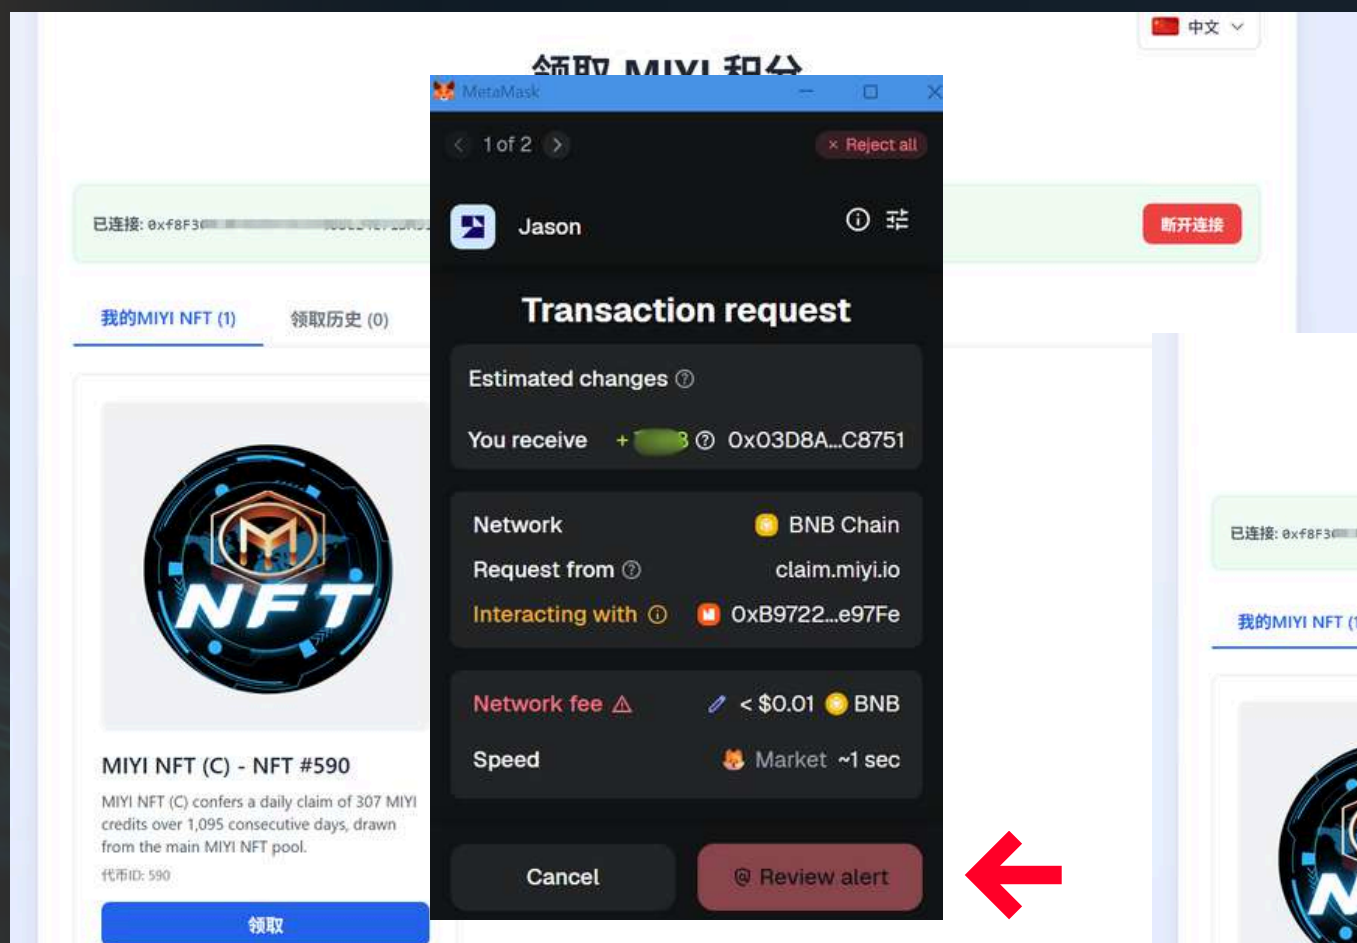 中文
领取 MIYI 积分
MetaMask
1 of 2
× Reject all
已连接: 0xf8F3
断开连接
Jason
我的MIYI NFT (1)
领取历史 (0)
Transaction request
Estimated changes
You receive + 0x03D8A...C8751
Network BNB Chain
Request from claim.miyi.io
Interacting with 0xB9722...e97Fe
已连接: 0xf8F3
我的MIYI NFT (1
M
NFT
Network fee < $0.01 BNB
Speed Market ~1 sec
MIYI NFT (C) - NFT #590
MIYI NFT (C) confers a daily claim of 307 MIYI
credits over 1,095 consecutive days, drawn
from the main MIYI NFT pool.
代币ID: 590
Cancel
Review alert
领取